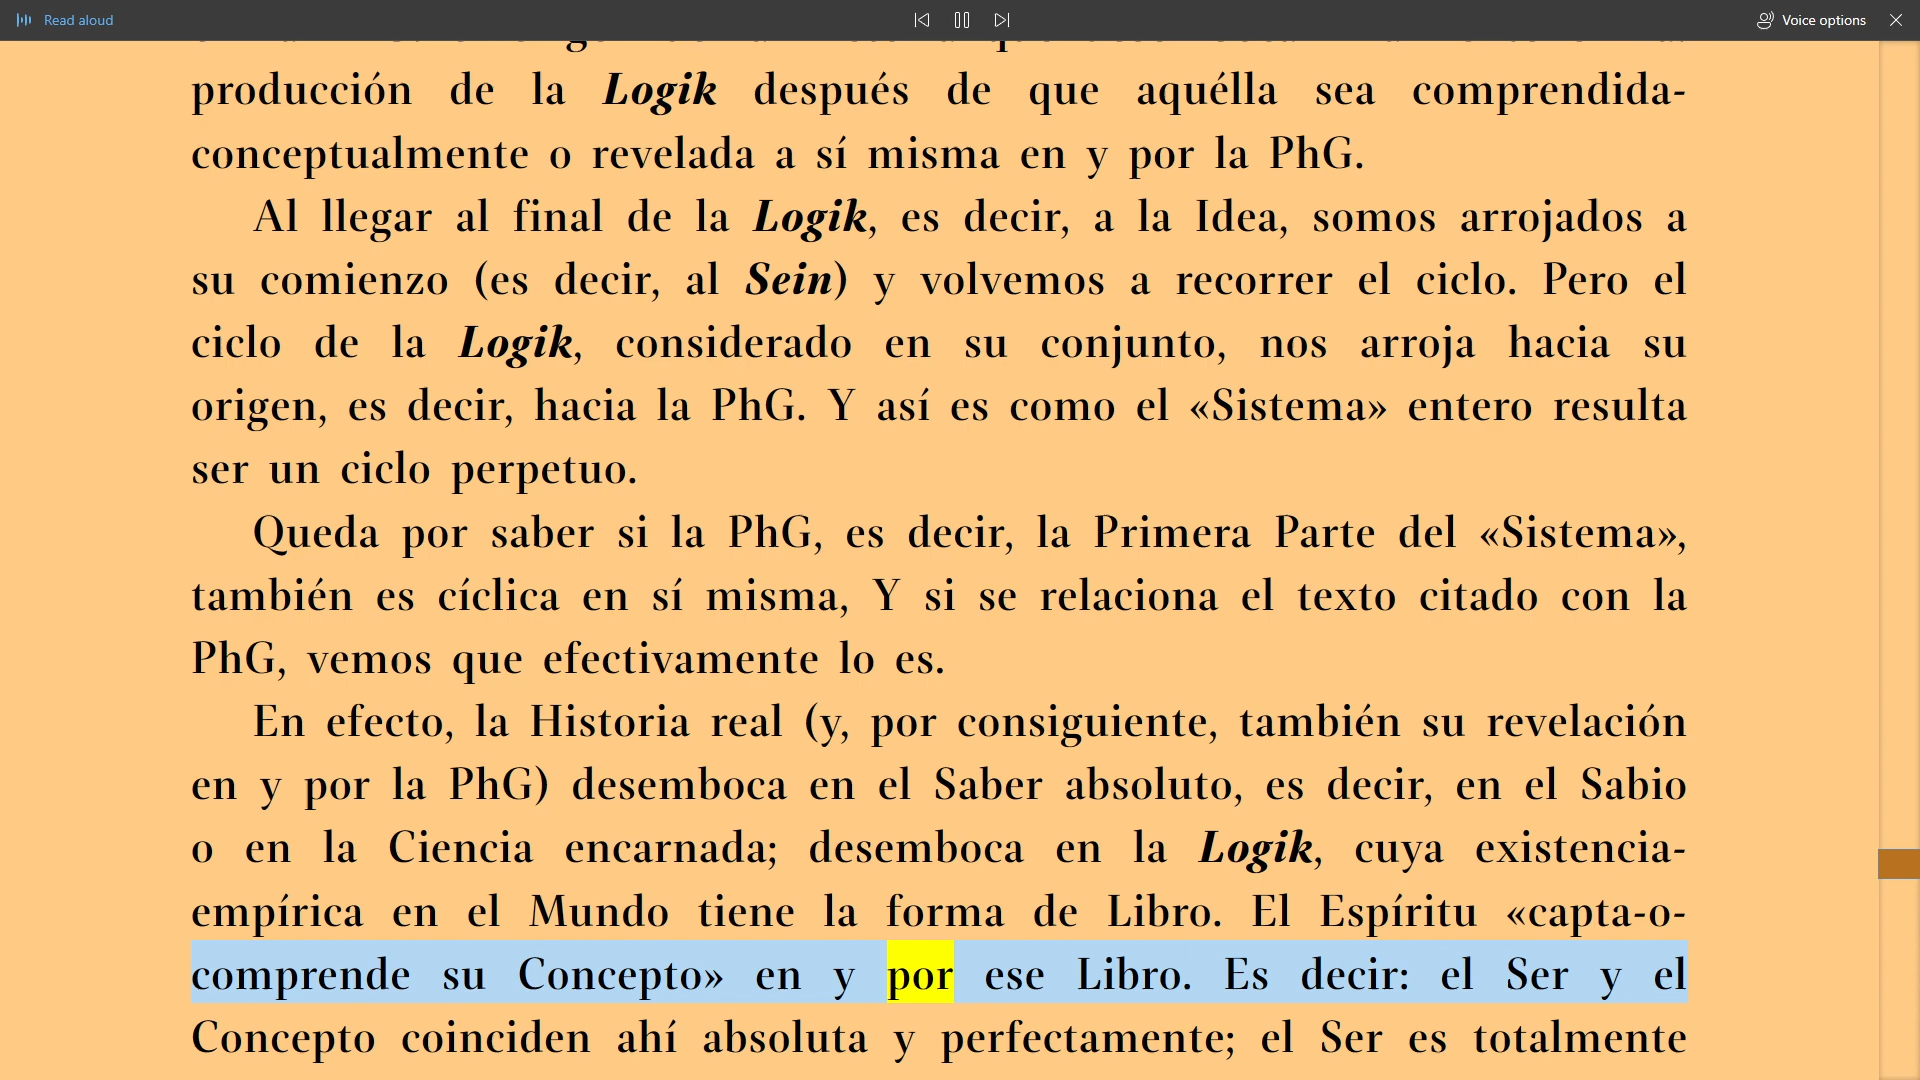 Read aloud
Voice options
producción de la Logik después de que aquélla sea comprendida-
conceptualmente o revelada a sí misma en y por la PhG.
Al llegar al final de la Logik, es decir, a la Idea, somos arrojados a
su comienzo (es decir, al Sein) y volvemos a recorrer el ciclo. Pero el
ciclo de la Logik, considerado en su conjunto, nos arroja hacia su
origen, es decir, hacia la PhG. Y así es como el «Sistema» entero resulta
ser un ciclo perpetuo.
Queda por saber si la PhG, es decir, la Primera Parte del «Sistema»,
también es cíclica en sí misma, Y si se relaciona el texto citado con la
PhG, vemos que efectivamente lo es.
En efecto, la Historia real (y, por consiguiente, también su revelación
en y por la PhG) desemboca en el Saber absoluto, es decir, en el Sabio
o en la Ciencia encarnada; desemboca en la Logik, cuya existencia-
empírica en el Mundo tiene la forma de Libro. El Espíritu «capta-o-
comprende su Concepto» en y por ese Libro. Es decir: el Ser y el
Concepto coinciden ahí absoluta y perfectamente; el Ser es totalmente